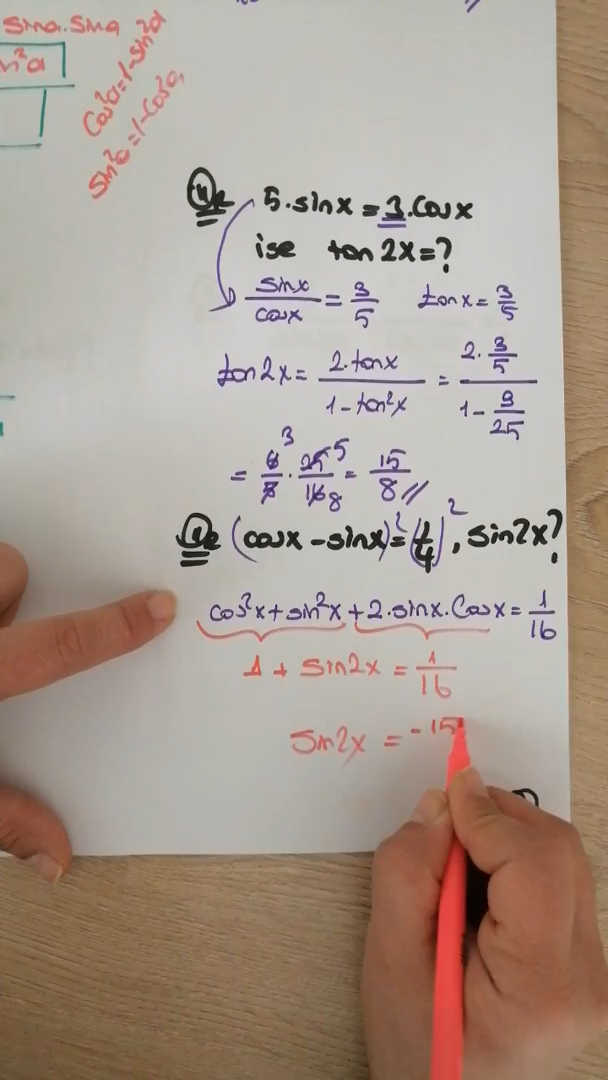 sina.sina
n²a
Cos²a=1-sin²a
sin²a=1-cos²a
5.sinx = 3.Cosx
ise tan 2x=?
sinx/cosx = 3/5 tanx = 3/5
tan2x = 2.tanx/1-tan²x = 2.3/5/1-9/25
= 6/5 . 25/16 = 15/8 //
(cosx -sinx)² = (1/4)², sin2x?
cos²x+sin²x +2.sinx.Cosx = 1/16
1 + sin2x = 1/16
sin2x = -15